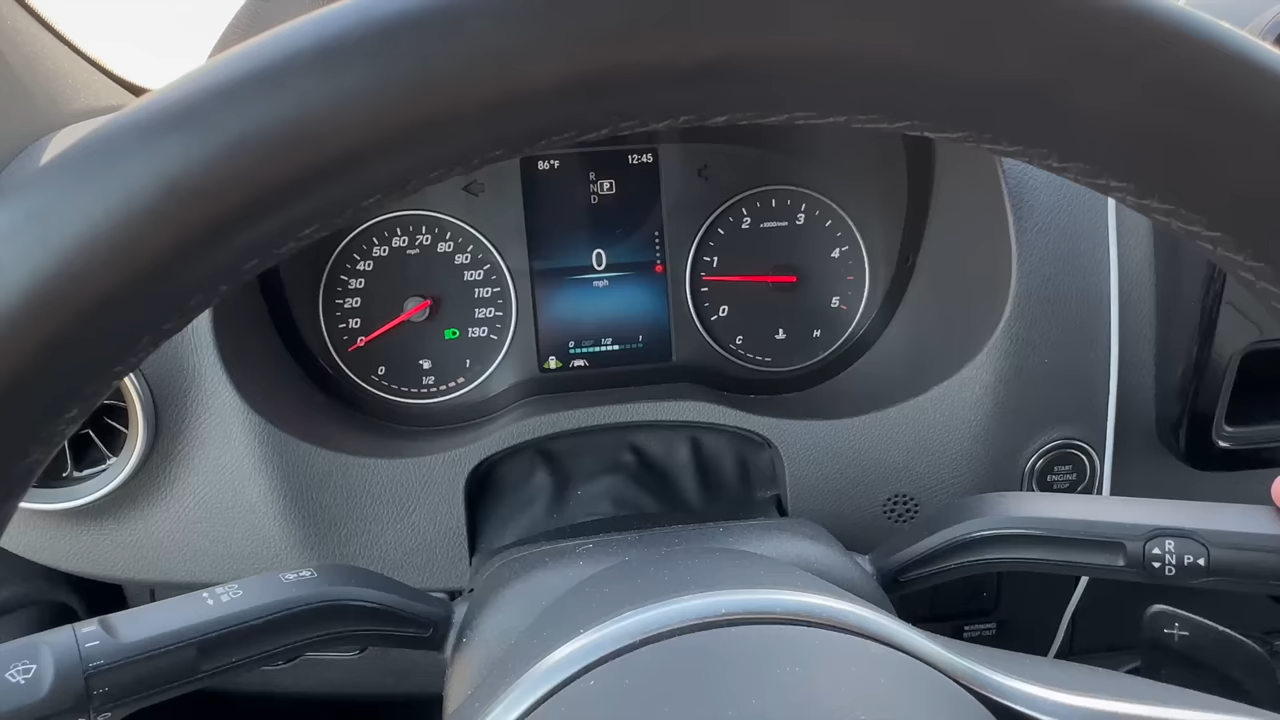 86°F 12:45
R
N P
D
0
mph
0 DEF 1/2 1
0 10 20 30 40 50 60 70 80 90 100 110 120 130
mph
0 1/2 1
0 1 2 3 4 5
x1000/min
C H
START
ENGINE
STOP
R
N P
D
WARNING